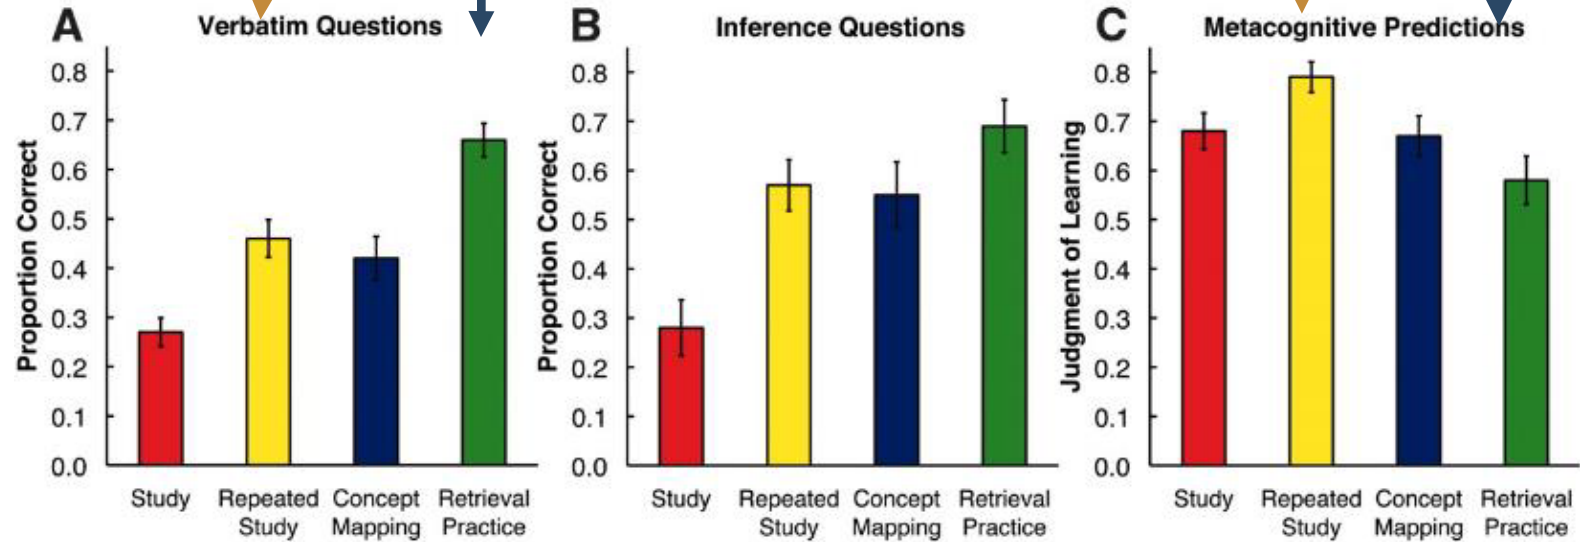 A Verbatim Questions
Proportion Correct
0.8
0.7
0.6
0.5
0.4
0.3
0.2
0.1
0.0
Study Repeated Concept Retrieval
Study Mapping Practice
B Inference Questions
Proportion Correct
0.8
0.7
0.6
0.5
0.4
0.3
0.2
0.1
0.0
Study Repeated Concept Retrieval
Study Mapping Practice
C Metacognitive Predictions
Judgment of Learning
0.8
0.7
0.6
0.5
0.4
0.3
0.2
0.1
0.0
Study Repeated Concept Retrieval
Study Mapping Practice